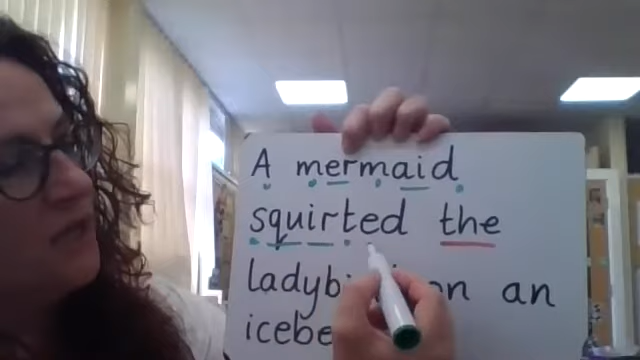 A mermaid
squirted the
on an